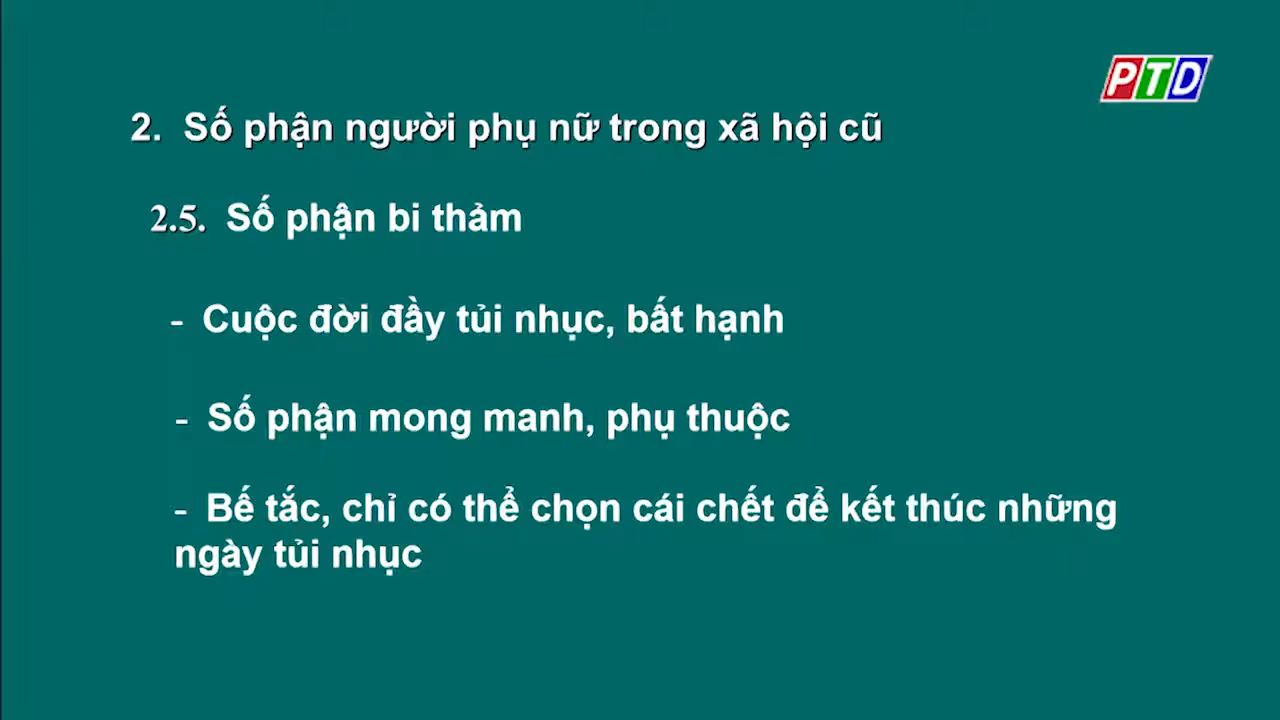 PTD
2. Số phận người phụ nữ trong xã hội cũ
2.5. Số phận bi thảm
- Cuộc đời đầy tủi nhục, bất hạnh
- Số phận mong manh, phụ thuộc
- Bế tắc, chỉ có thể chọn cái chết để kết thúc những
ngày tủi nhục